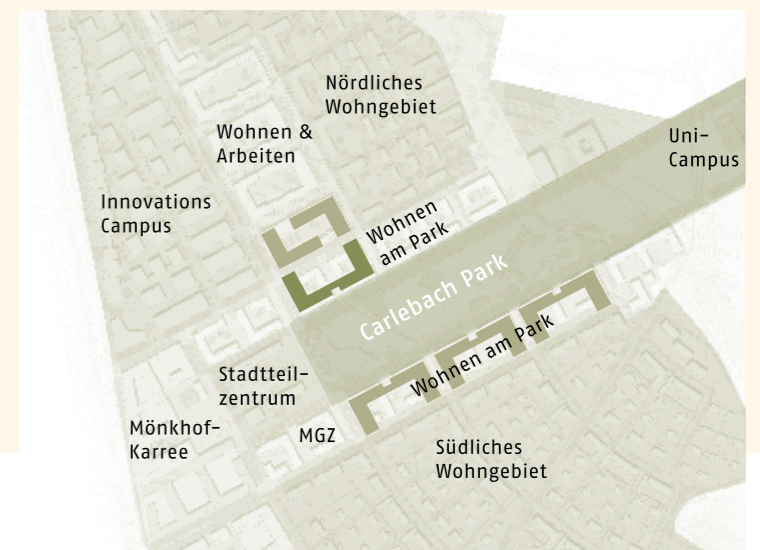 Nördliches
Wohngebiet
Wohnen &
Arbeiten
Uni–
Campus
Innovations
Campus
Wohnen
am Park
Carlebach Park
Wohnen am Park
Stadtteil–
zentrum
Mönkhof–
Karree
MGZ
Südliches
Wohngebiet